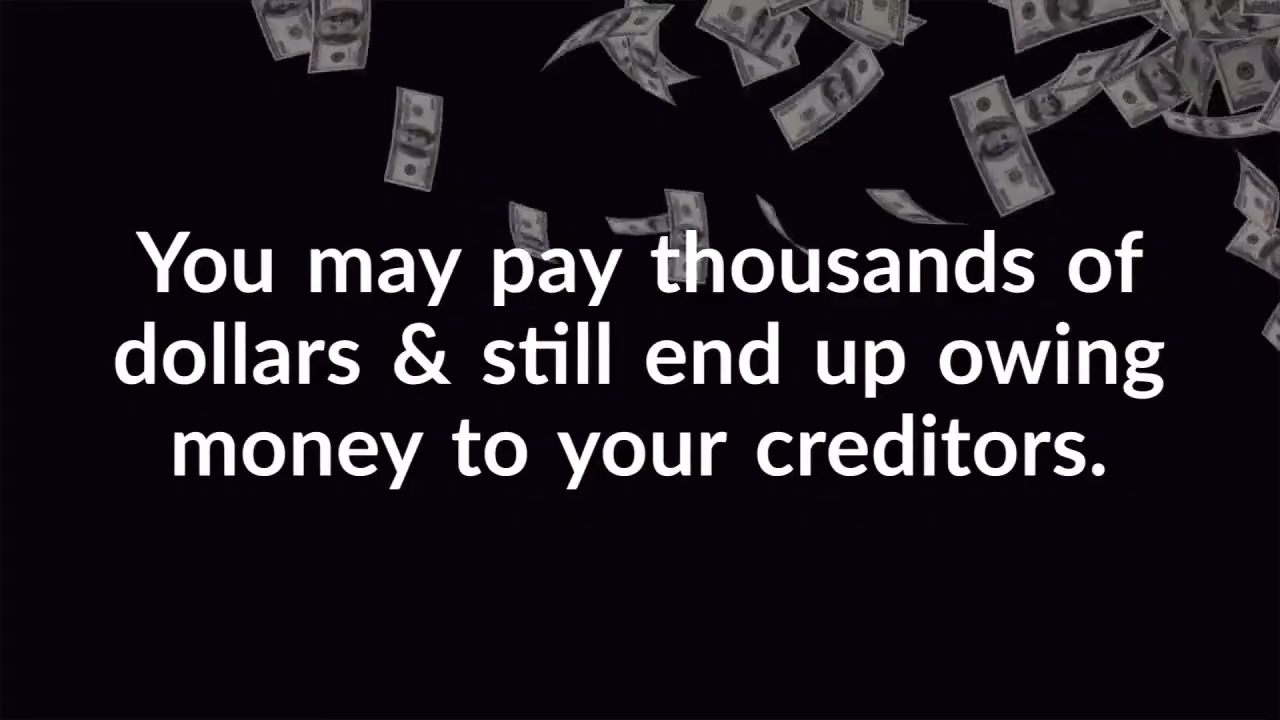 You may pay thousands of
dollars & still end up owing
money to your creditors.